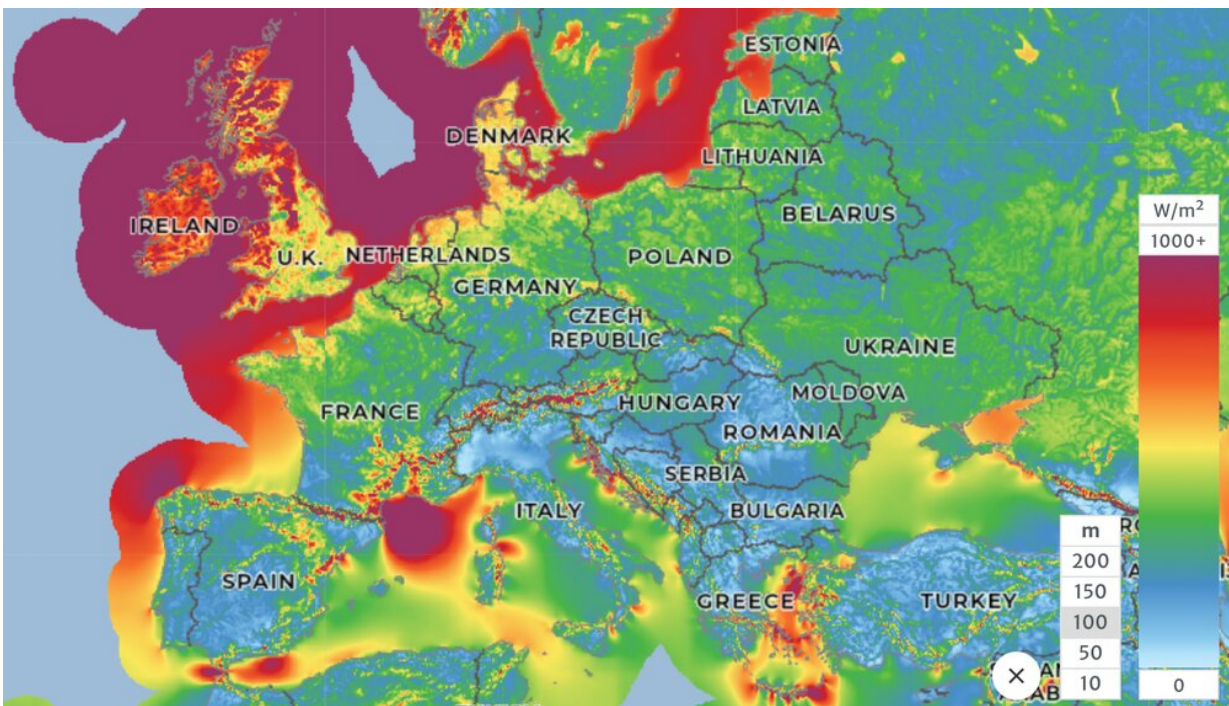 ESTONIA
LATVIA
DENMARK
LITHUANIA
BELARUS
IRELAND
U.K.
NETHERLANDS
POLAND
GERMANY
CZECH
REPUBLIC
UKRAINE
MOLDOVA
FRANCE
HUNGARY
ROMANIA
SERBIA
ITALY
BULGARIA
SPAIN
GREECE
TURKEY
W/m²
1000+
0
m
200
150
100
50
10